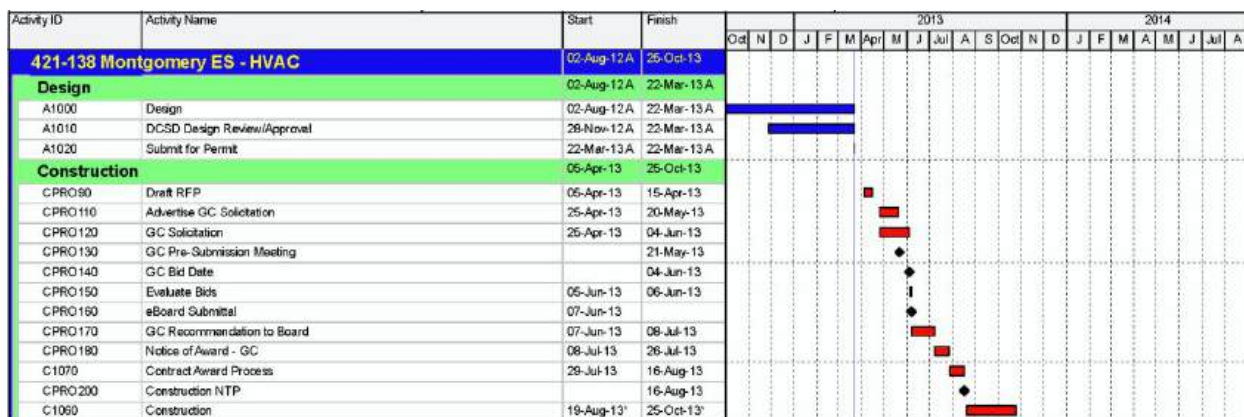 Activity ID Activity Name Start Finish 2013 2014
Oct N D J F M Apr M J Jul A S Oct N D J F M A M J Jul A
421-138 Montgomery ES - HVAC 02-Aug-12 A 25-Oct-13
Design 02-Aug-12 A 22-Mar-13 A
A1000 Design 02-Aug-12 A 22-Mar-13 A
A1010 DCSD Design Review/Approval 28-Nov-12 A 22-Mar-13 A
A1020 Submit for Permit 22-Mar-13 A 22-Mar-13 A
Construction 05-Apr-13 25-Oct-13
CPRO90 Draft RFP 05-Apr-13 15-Apr-13
CPRO110 Advertise GC Solicitation 25-Apr-13 20-May-13
CPRO120 GC Solicitation 25-Apr-13 04-Jun-13
CPRO130 GC Pre-Submission Meeting 21-May-13
CPRO140 GC Bid Date 04-Jun-13
CPRO150 Evaluate Bids 05-Jun-13 06-Jun-13
CPRO160 eBoard Submittal 07-Jun-13
CPRO170 GC Recommendation to Board 07-Jun-13 08-Jul-13
CPRO180 Notice of Award - GC 08-Jul-13 26-Jul-13
C1070 Contract Award Process 29-Jul-13 16-Aug-13
CPRO200 Construction NTP 16-Aug-13
C1060 Construction 19-Aug-13* 25-Oct-13*